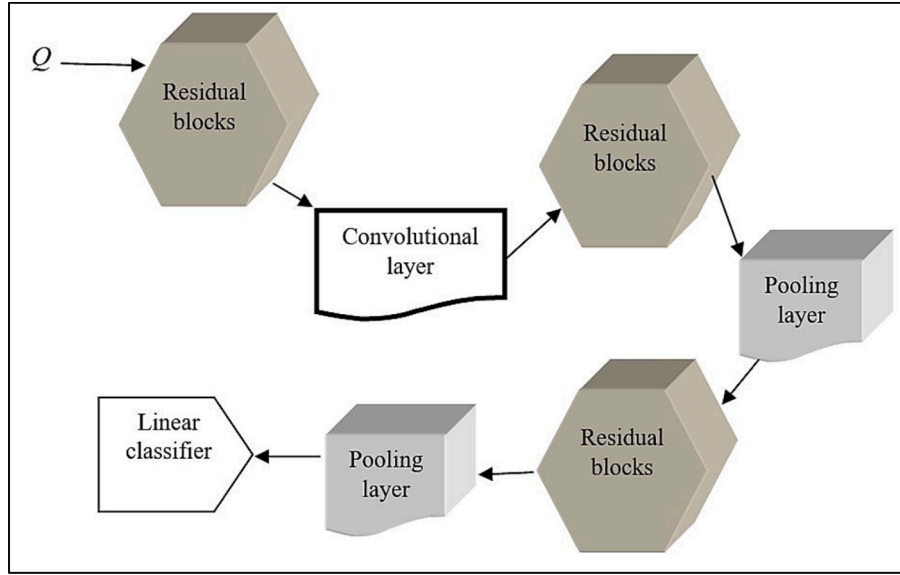 Q
Residual
blocks
Convolutional
layer
Residual
blocks
Pooling
layer
Residual
blocks
Pooling
layer
Linear
classifier